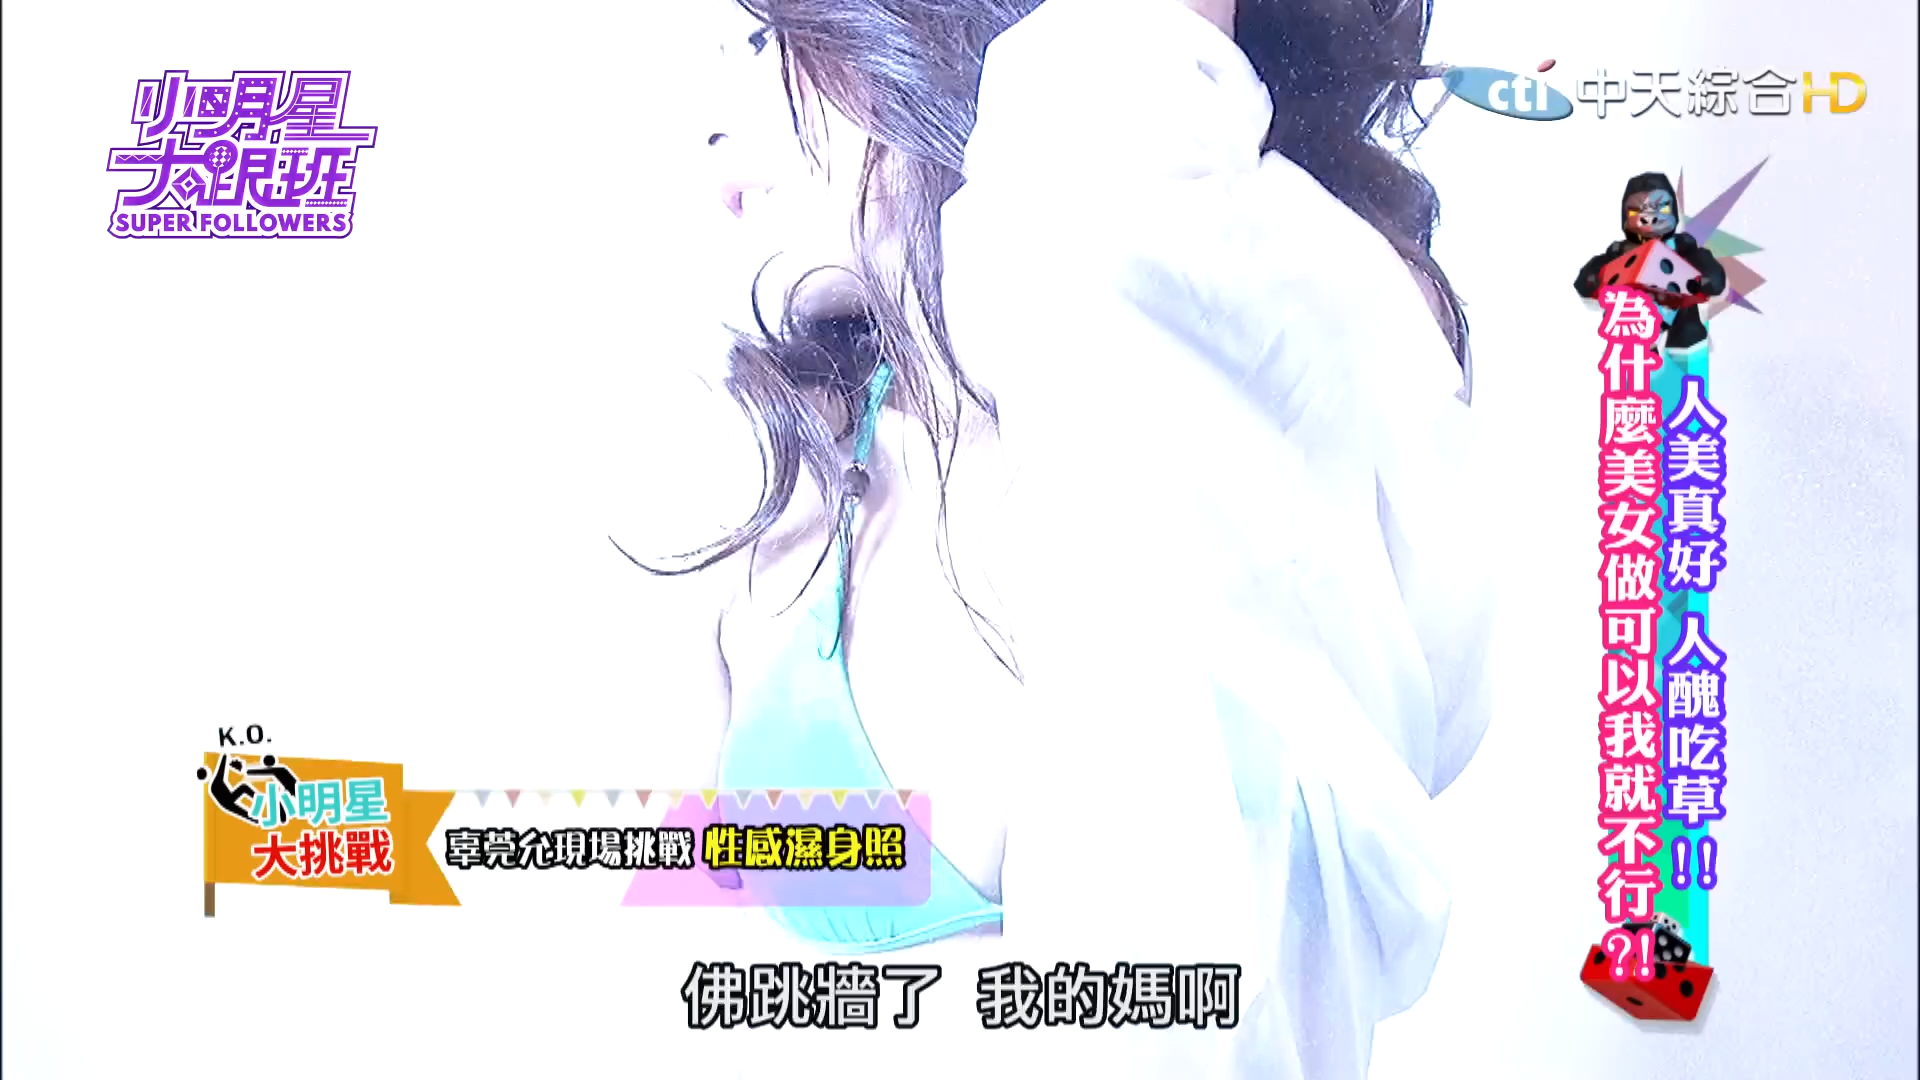 小明星
大跟班
SUPER FOLLOWERS
cti 中天綜合HD
人美真好 人醜吃草!!
為什麼美女做可以我就不行?!
K.O.
小明星
大挑戰
辜莞允現場挑戰 性感濕身照
佛跳牆了 我的媽啊